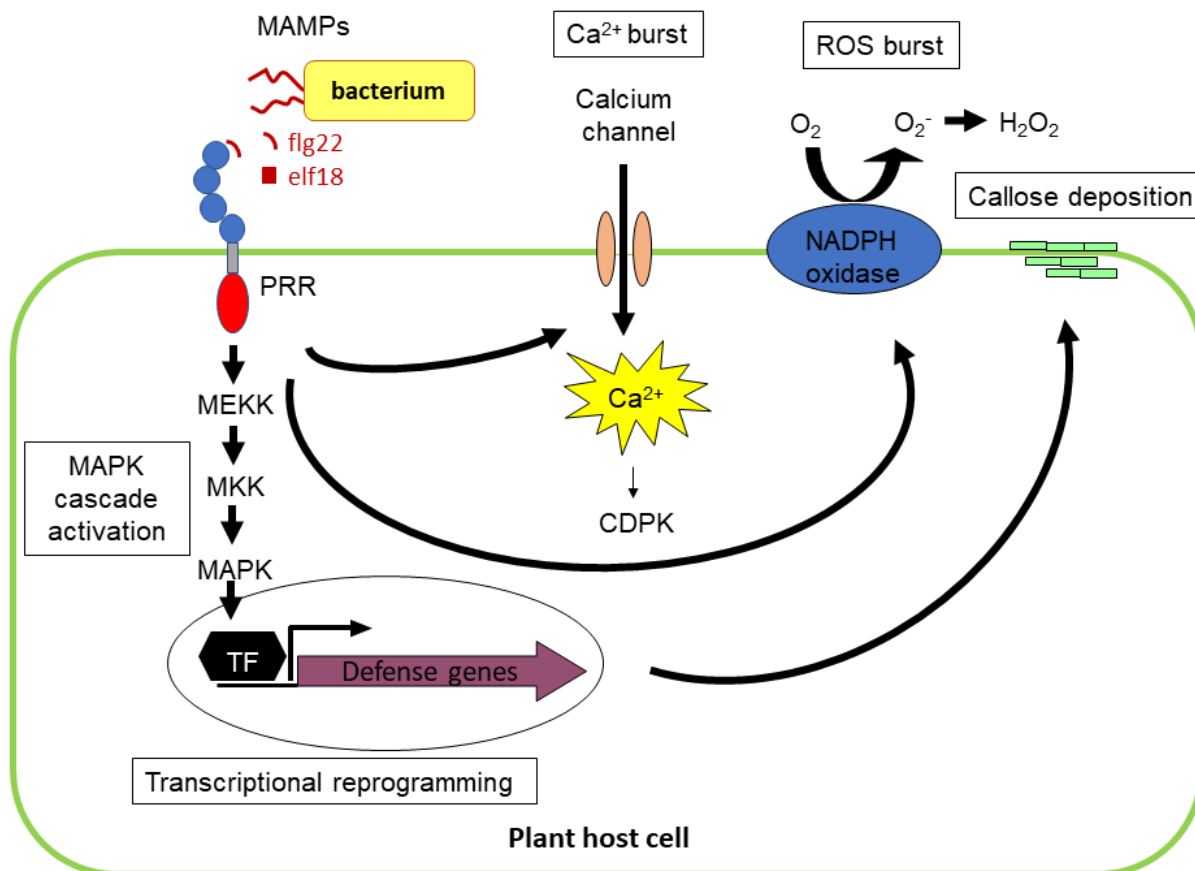 MAMPs
bacterium
flg22
elf18
PRR
Ca²⁺ burst
Calcium
channel
ROS burst
O₂
O₂⁻
H₂O₂
NADPH
oxidase
Callose deposition
Ca²⁺
CDPK
MEKK
MKK
MAPK
MAPK
cascade
activation
TF
Defense genes
Transcriptional reprogramming
Plant host cell